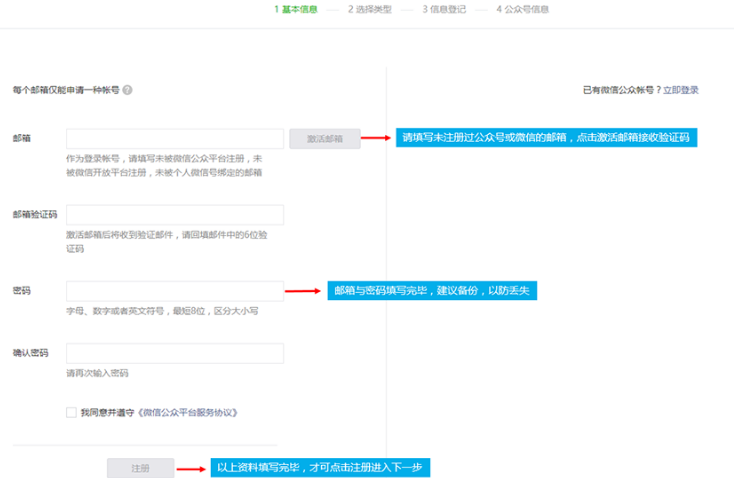 1 基本信息 2 选择类型 3 信息登记 4 公众号信息
每个邮箱仅能申请一种帐号 ?
已有微信公众帐号？立即登录
邮箱
激活邮箱
请填写未注册过公众号或微信的邮箱，点击激活邮箱接收验证码
作为登录帐号，请填写未被微信公众平台注册，未
被微信开放平台注册，未被个人微信号绑定的邮箱
邮箱验证码
激活邮箱后将收到验证邮件，请回填邮件中的6位验
证码
密码
邮箱与密码填写完毕，建议备份，以防丢失
字母、数字或者英文符号，最短8位，区分大小写
确认密码
请再次输入密码
我同意并遵守《微信公众平台服务协议》
注册
以上资料填写完毕，才可点击注册进入下一步